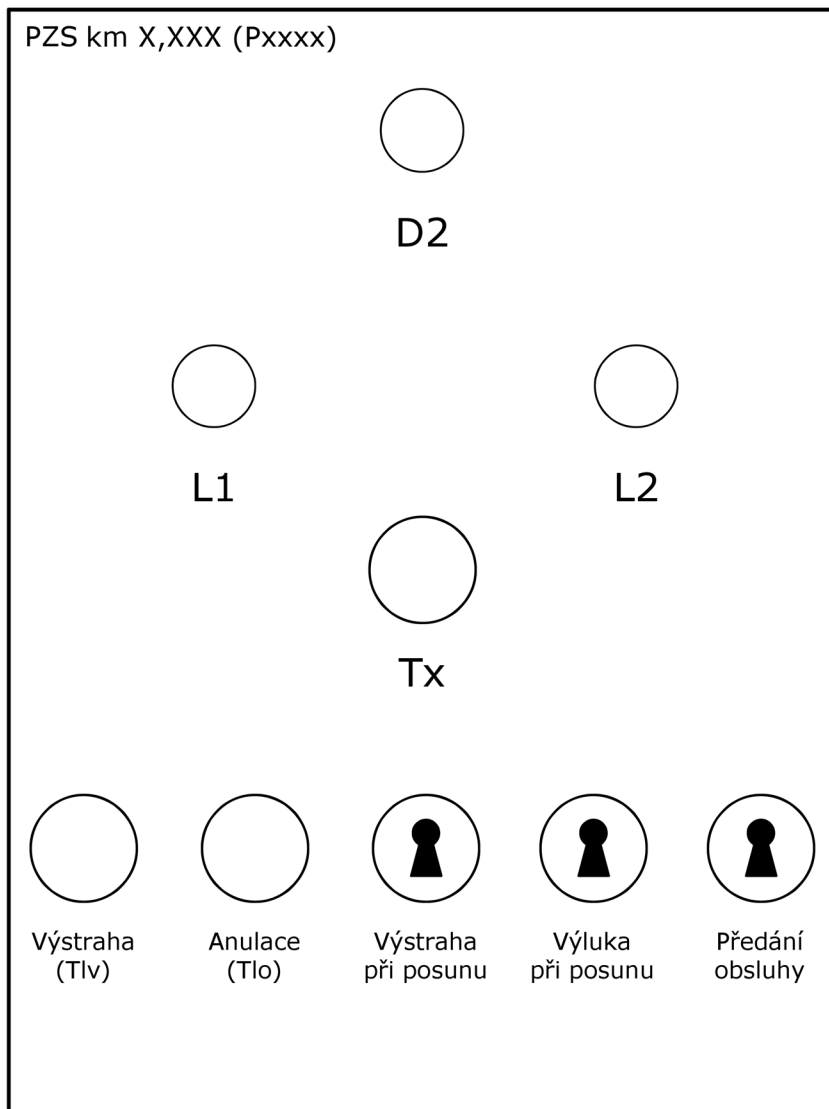 PZS km X,XXX (Pxxxx)
D2
L1
L2
Tx
Výstraha
(Tlv)
Anulace
(Tlo)
Výstraha
při posunu
Výluka
při posunu
Předání
obsluhy